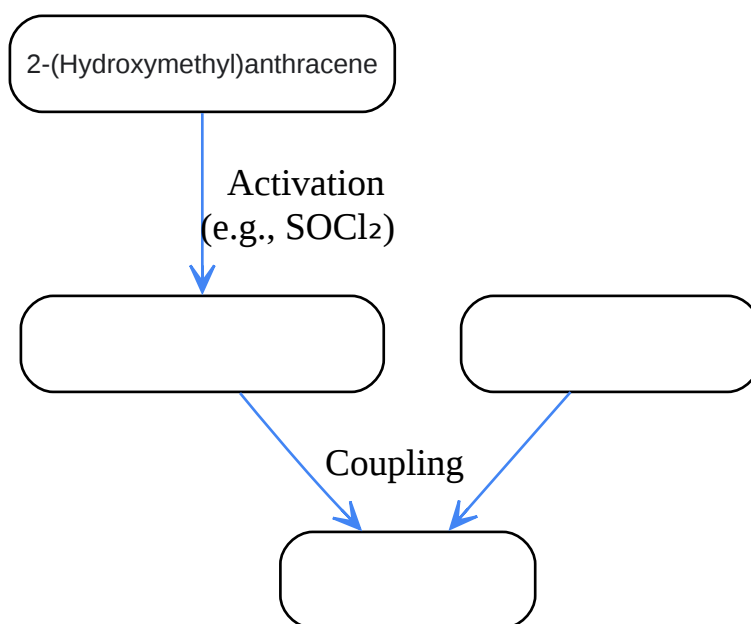 2-(Hydroxymethyl)anthracene
Activation
(e.g., SOCl₂)
Coupling